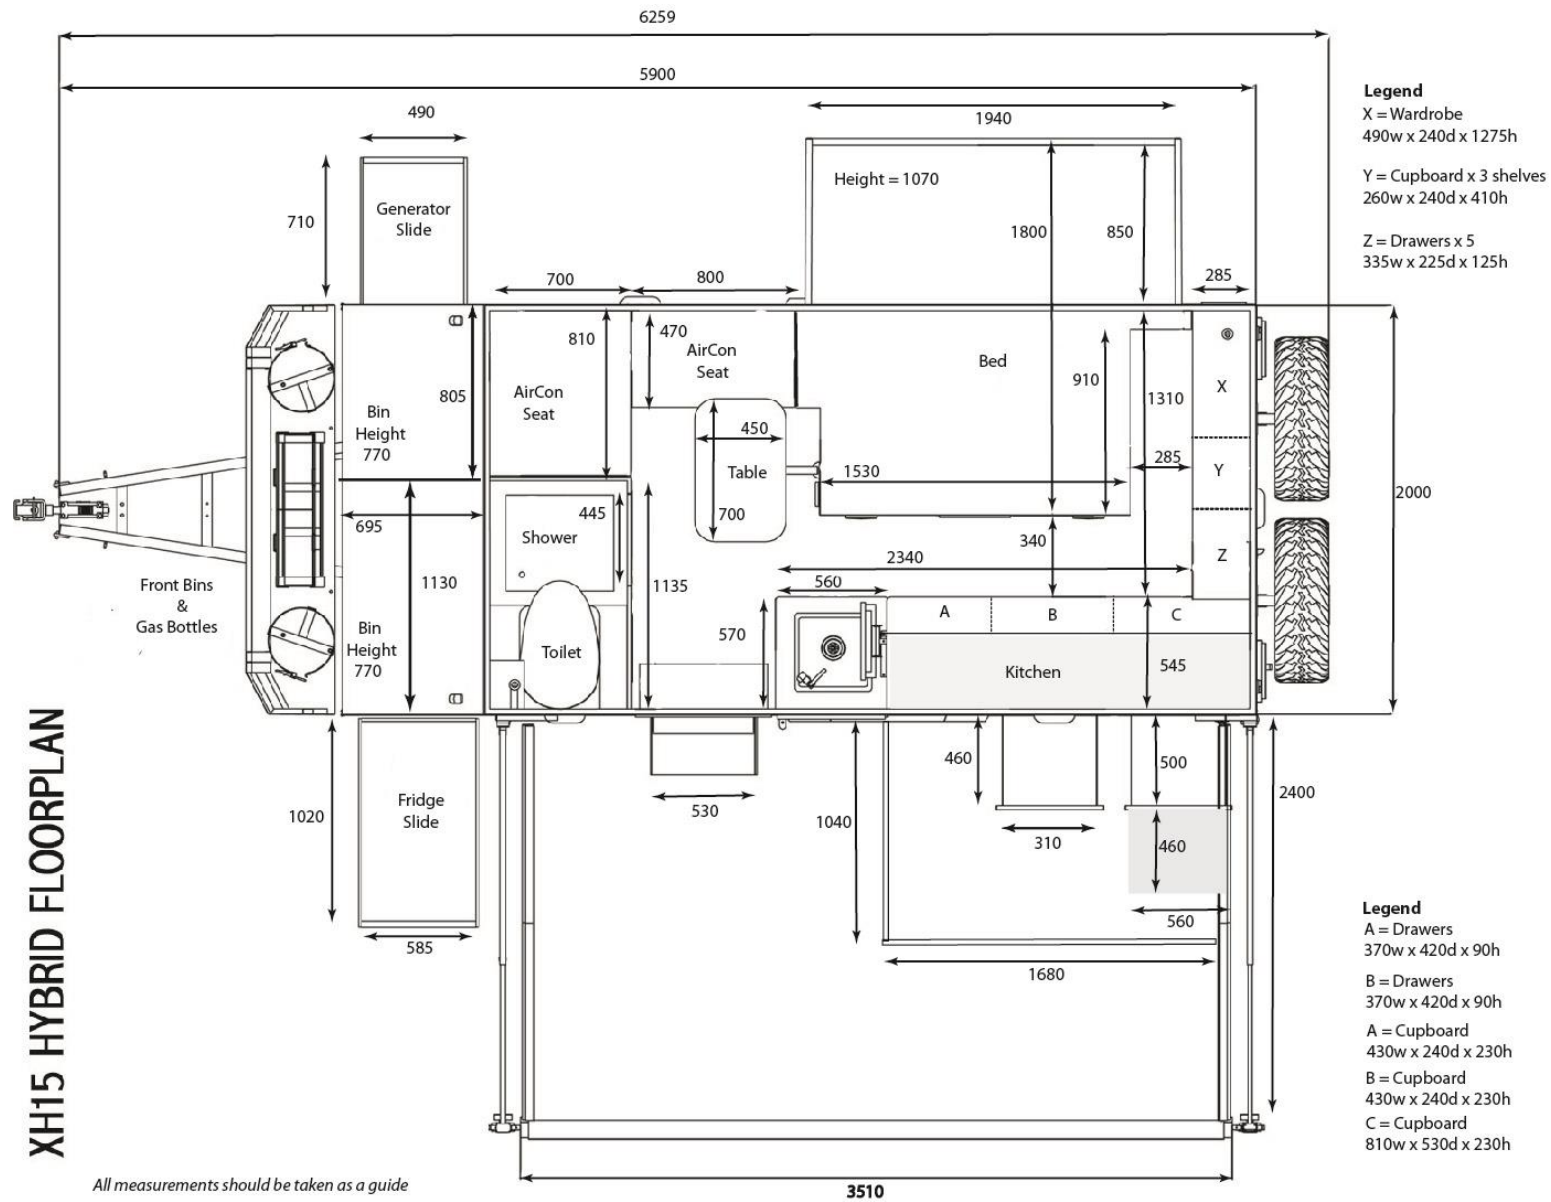 6259
5900
490
1940
Legend
X = Wardrobe
490w x 240d x 1275h
Y = Cupboard x 3 shelves
260w x 240d x 410h
Z = Drawers x 5
335w x 225d x 125h
Height = 1070
Generator
Slide
710
1800
850
700
800
285
810
470
AirCon
Seat
Bed
910
1310
X
AirCon
Seat
805
Bin
Height
770
450
Table
1530
285
Y
2000
695
445
Shower
700
340
Z
2340
1130
1135
560
Front Bins
&
Gas Bottles
A
B
C
Bin
Height
770
Toilet
570
Kitchen
545
460
500
2400
1020
Fridge
Slide
530
1040
310
460
560
585
1680
Legend
A = Drawers
370w x 420d x 90h
B = Drawers
370w x 420d x 90h
A = Cupboard
430w x 240d x 230h
B = Cupboard
430w x 240d x 230h
C = Cupboard
810w x 530d x 230h
XH15 HYBRID FLOORPLAN
All measurements should be taken as a guide
3510